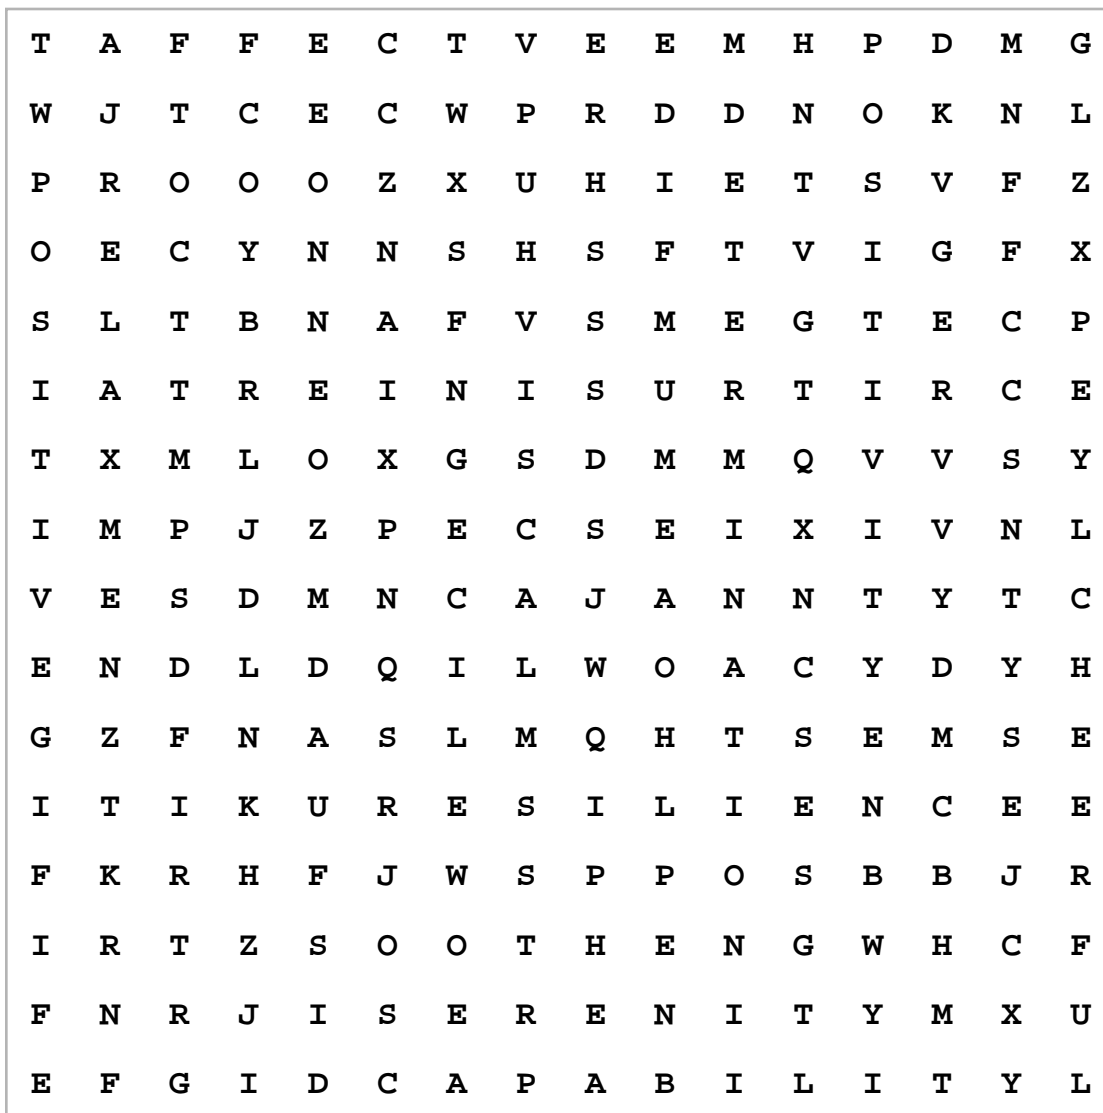 T A F F E C T V E E M H P D M G
W J T C E C W P R D D N O K N L
P R O O O Z X U H I E T S V F Z
O E C Y N N S H S F T V I G F X
S L T B N A F V S M E G T E C P
I A T R E I N I S U R T I R C E
T X M L O X G S D M M Q V V S Y
I M P J Z P E C S E I X I V N L
V E S D M N C A J A N N T Y T C
E N D L D Q I L W O A C Y D Y H
G Z F N A S L M Q H T S E M S E
I T I K U R E S I L I E N C E E
F K R H F J W S P P O S B B J R
I R T Z S O O T H E N G W H C F
F N R J I S E R E N I T Y M X U
E F G I D C A P A B I L I T Y L